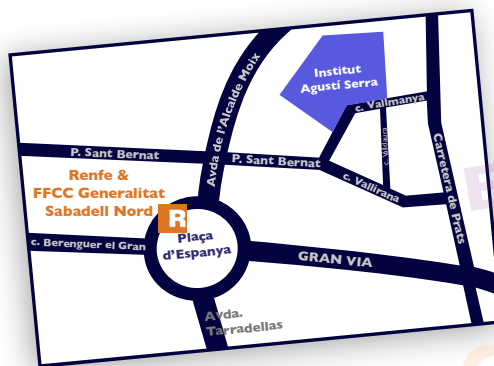 Institut
Agustí Serra
c. Vallmanya
Avda de l'Alcalde Moix
P. Sant Bernat
P. Sant Bernat
c. Vallirana
Carretera de Prats
Renfe &
FFCC Generalitat
Sabadell Nord
R
Plaça
d'Espanya
c. Berenguer el Gran
GRAN VIA
Avda.
Tarradellas